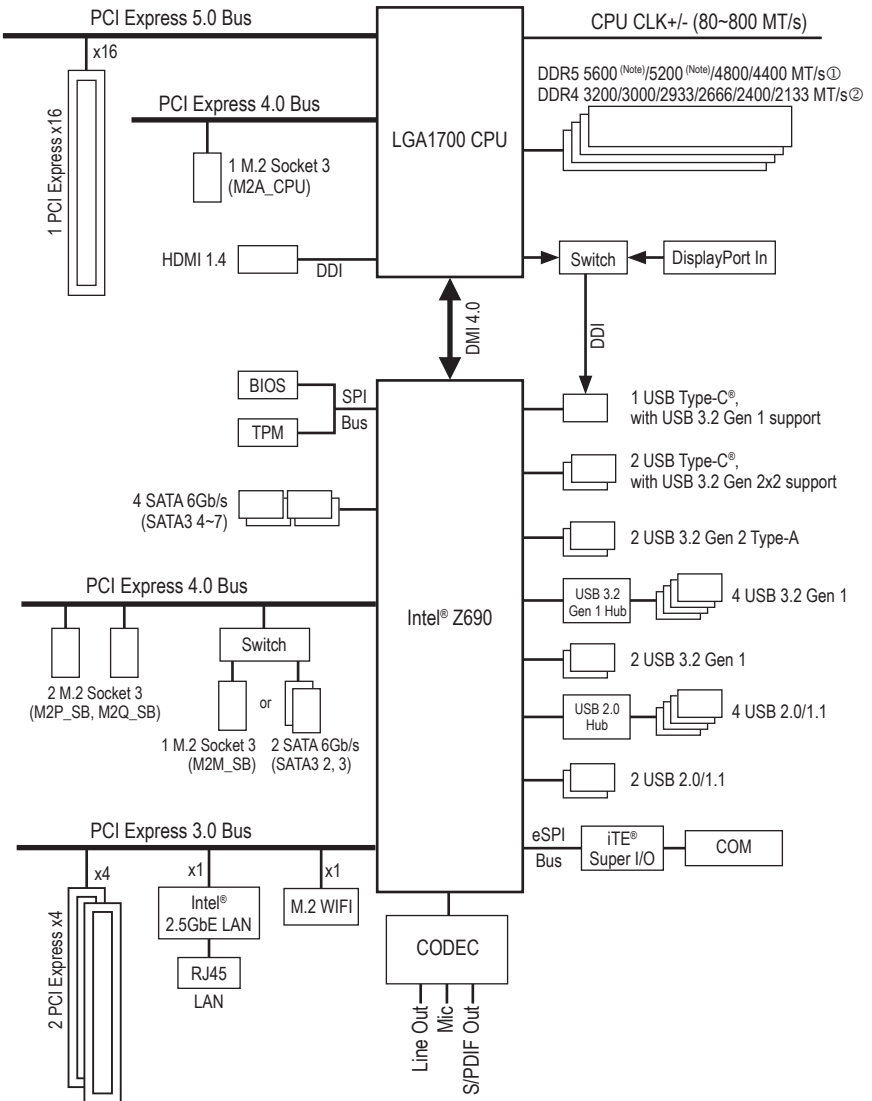 PCI Express 5.0 Bus
CPU CLK+/- (80~800 MT/s)
x16
DDR5 5600 (Note)/5200 (Note)/4800/4400 MT/s①
DDR4 3200/3000/2933/2666/2400/2133 MT/s②
PCI Express 4.0 Bus
LGA1700 CPU
1 PCI Express x16
1 M.2 Socket 3
(M2A_CPU)
HDMI 1.4
DDI
Switch
DisplayPort In
DMI 4.0
DDI
BIOS
SPI
Bus
TPM
1 USB Type-C®,
with USB 3.2 Gen 1 support
2 USB Type-C®,
with USB 3.2 Gen 2x2 support
4 SATA 6Gb/s
(SATA3 4~7)
2 USB 3.2 Gen 2 Type-A
PCI Express 4.0 Bus
Intel® Z690
USB 3.2
Gen 1 Hub
4 USB 3.2 Gen 1
Switch
2 USB 3.2 Gen 1
2 M.2 Socket 3
(M2P_SB, M2Q_SB)
or
1 M.2 Socket 3
(M2M_SB)
2 SATA 6Gb/s
(SATA3 2, 3)
USB 2.0
Hub
4 USB 2.0/1.1
2 USB 2.0/1.1
PCI Express 3.0 Bus
eSPI
Bus
iTE®
Super I/O
COM
x4
x1
x1
2 PCI Express x4
Intel®
2.5GbE LAN
M.2 WIFI
RJ45
LAN
CODEC
Line Out
Mic
S/PDIF Out